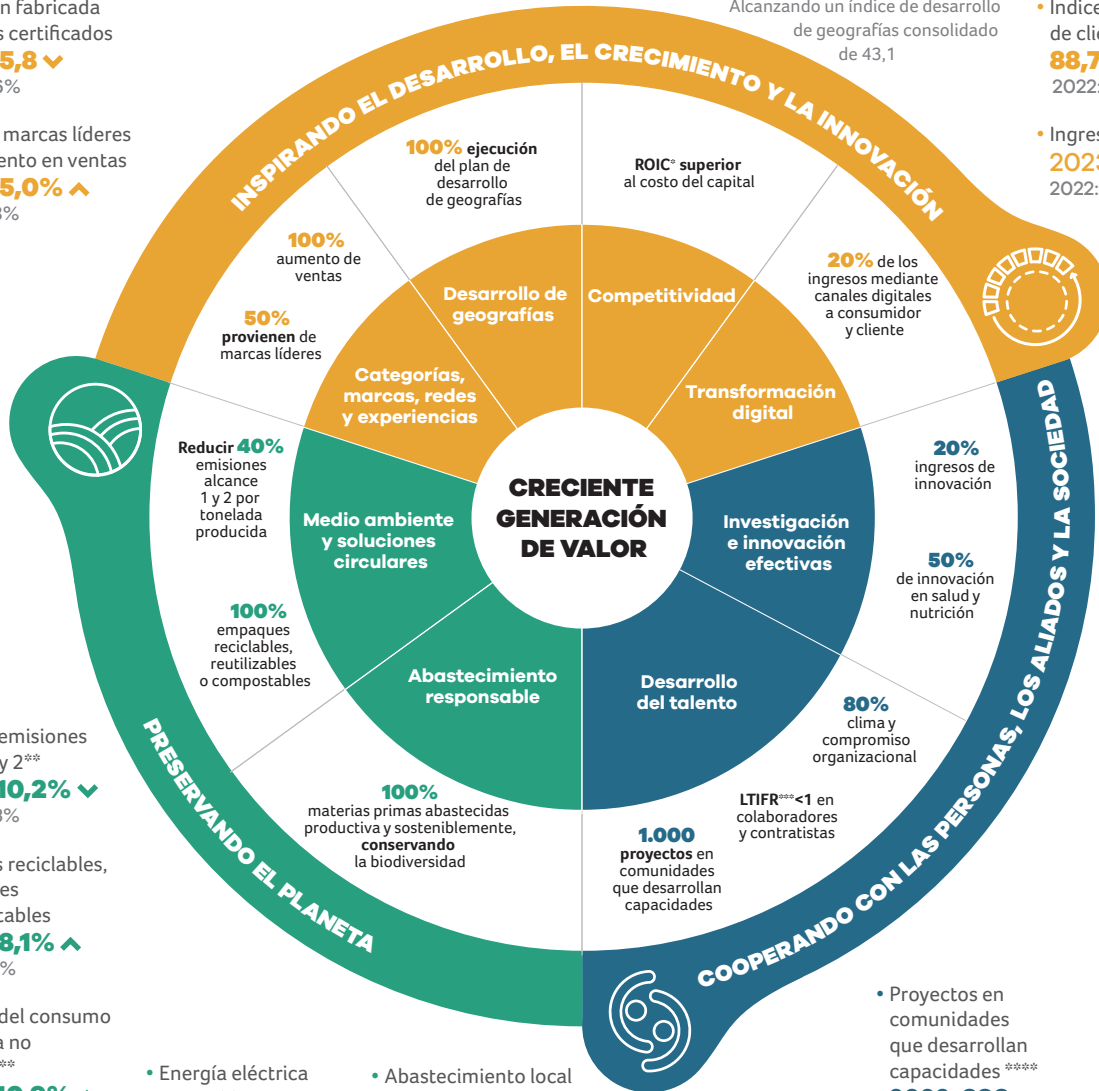 n fabricada
s certificados
5,8
6%
marcas líderes
ento en ventas
5,0%
3%
Alcanzando un índice de desarrollo
de geografías consolidado
de 43,1
• Índice
de clie
88,7
2022:
• Ingres
2023
2022:
INSPIRANDO EL DESARROLLO, EL CRECIMIENTO Y LA INNOVACIÓN
100% ejecución
del plan de
desarrollo
de geografías
ROIC* superior
al costo del capital
100%
aumento de
ventas
50%
provienen de
marcas líderes
20% de los
ingresos mediante
canales digitales
a consumidor
y cliente
Desarrollo de
geografías
Competitividad
Categorías,
marcas, redes
y experiencias
Transformación
digital
CRECIENTE
GENERACIÓN
DE VALOR
Reducir 40%
emisiones
alcance
1 y 2 por
tonelada
producida
Medio ambiente
y soluciones
circulares
Investigación
e innovación
efectivas
20%
ingresos de
innovación
50%
de innovación
en salud y
nutrición
100%
empaques
reciclables,
reutilizables
o compostables
Abastecimiento
responsable
Desarrollo
del talento
80%
clima y
compromiso
organizacional
100%
materias primas abastecidas
productiva y sosteniblemente,
conservando
la biodiversidad
LTIFR***<1 en
colaboradores
y contratistas
1.000
proyectos en
comunidades
que desarrollan
capacidades
PRESERVANDO EL PLANETA
COOPERANDO CON LAS PERSONAS, LOS ALIADOS Y LA SOCIEDAD
emisiones
y 2**
10,2%
s reciclables,
es
tables
8,1%
%
del consumo
a no
**
• Energía eléctrica
• Abastecimiento local
• Proyectos en
comunidades
que desarrollan
capacidades ****